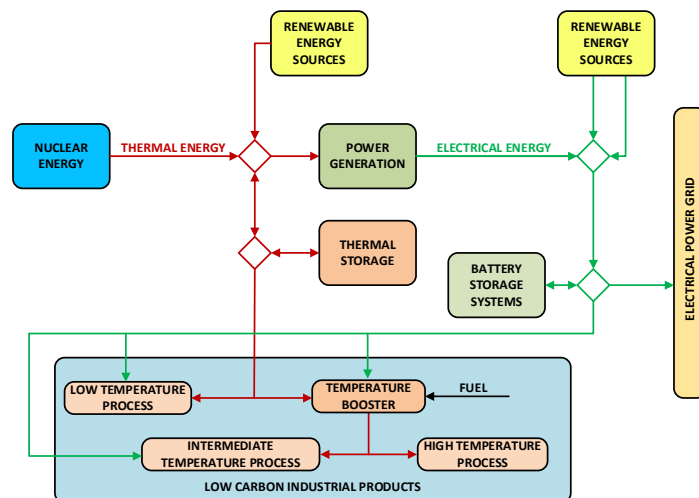 RENEWABLE
ENERGY
SOURCES
RENEWABLE
ENERGY
SOURCES
NUCLEAR
ENERGY
THERMAL ENERGY
POWER
GENERATION
ELECTRICAL ENERGY
ELECTRICAL POWER GRID
THERMAL
STORAGE
BATTERY
STORAGE
SYSTEMS
LOW TEMPERATURE
PROCESS
TEMPERATURE
BOOSTER
FUEL
INTERMEDIATE
TEMPERATURE PROCESS
HIGH TEMPERATURE
PROCESS
LOW CARBON INDUSTRIAL PRODUCTS